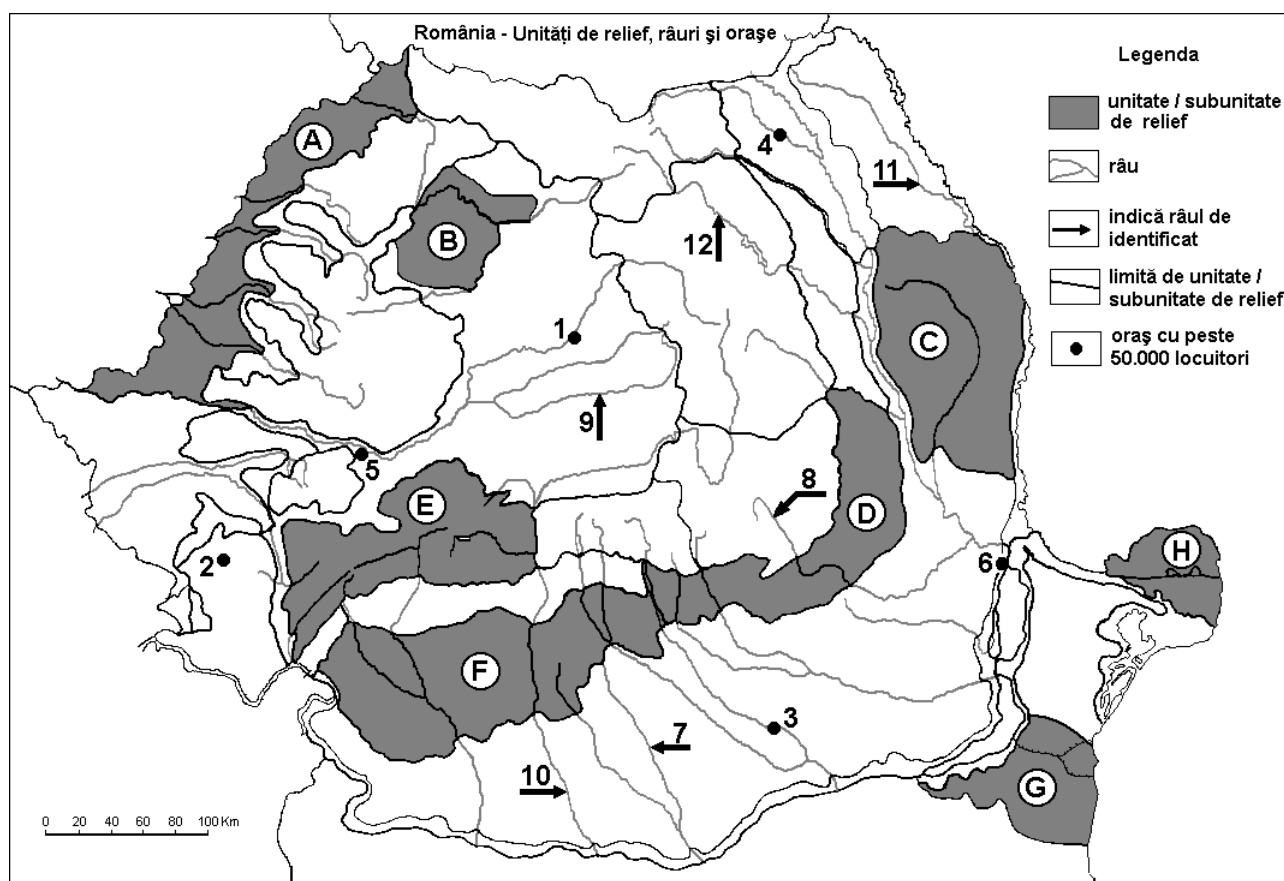 România - Unităţi de relief, râuri şi oraşe
Legenda
unitate / subunitate
de relief
râu
indică râul de
identificat
limită de unitate /
subunitate de relief
oraş cu peste
50.000 locuitori
A
4
11
B
12
1
C
9
5
8
E
D
2
6
H
F
3
7
10
G
0 20 40 60 80 100 Km